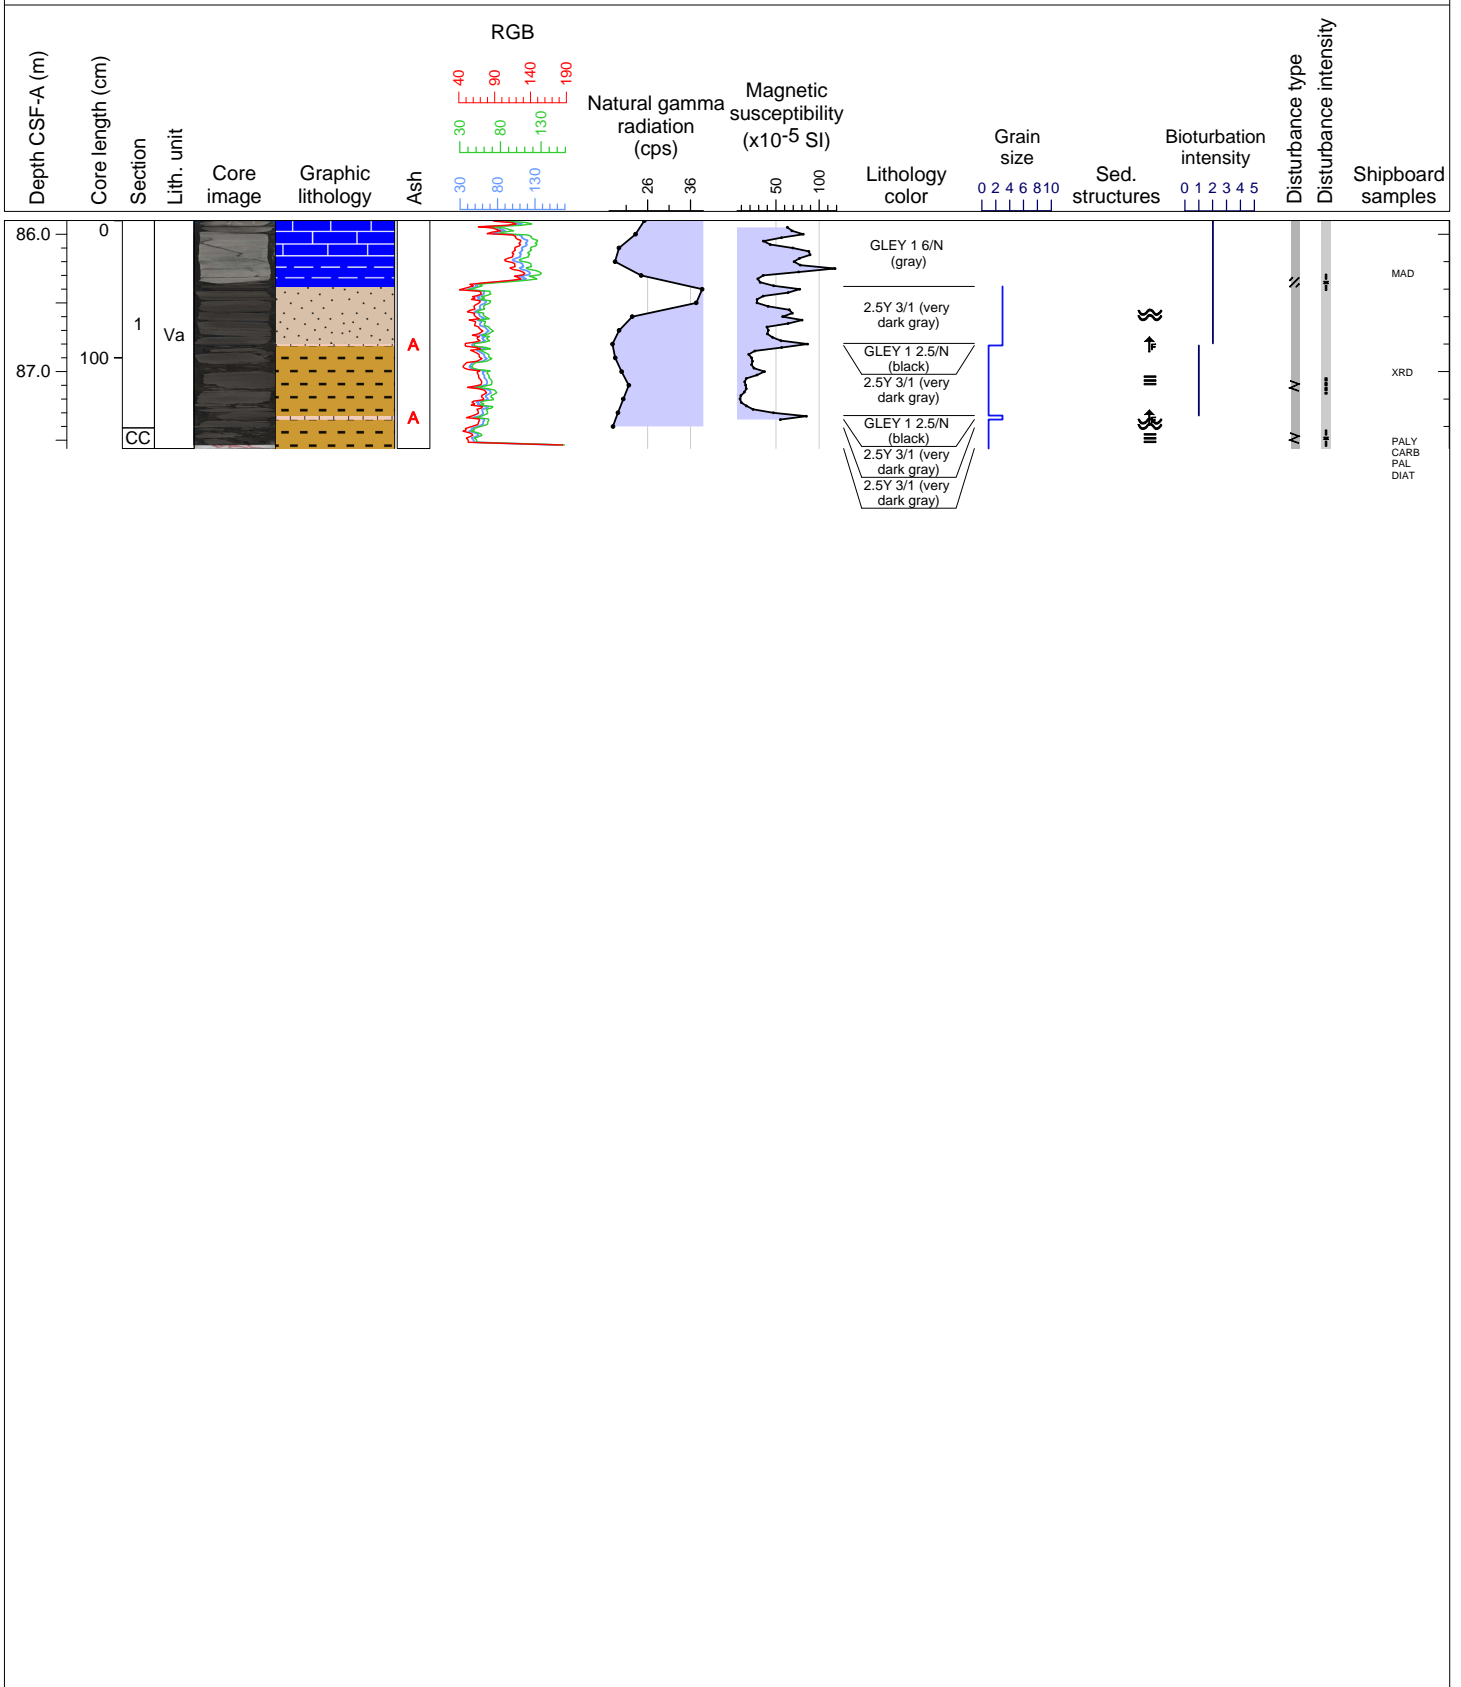 RGB
40 90 140 190
30 80 130
30 80 130
Depth CSF-A (m)
Core length (cm)
Section
Lith. unit
Core
image
Graphic
lithology
Ash
Natural gamma
radiation
(cps)
26 36
Magnetic
susceptibility
(x10-5 SI)
50 100
Lithology
color
Grain
size
0 2 4 6 8 10
Sed.
structures
Bioturbation
intensity
0 1 2 3 4 5
Disturbance type
Disturbance intensity
Shipboard
samples
86.0
0
GLEY 1 6/N
(gray)
MAD
2.5Y 3/1 (very
dark gray)
1
Va
A
F
GLEY 1 2.5/N
(black)
100
87.0
XRD
2.5Y 3/1 (very
dark gray)
A
F
GLEY 1 2.5/N
(black)
CC
PALY
CARB
PAL
DIAT
2.5Y 3/1 (very
dark gray)
2.5Y 3/1 (very
dark gray)